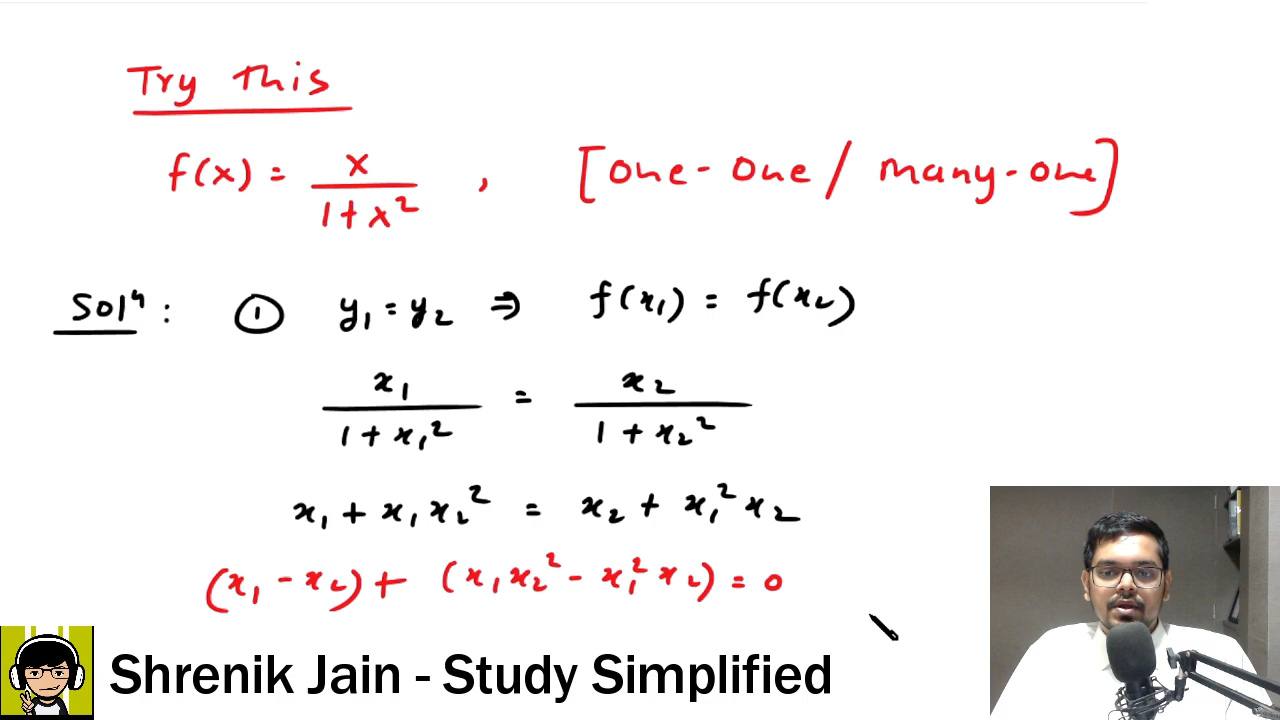 Try this
f(x) = x / (1 + x²) , [one-one / many-one]
Solⁿ : ① y₁ = y₂ ⇒ f(x₁) = f(x₂)
x₁ / (1 + x₁²) = x₂ / (1 + x₂²)
x₁ + x₁x₂² = x₂ + x₁²x₂
(x₁ - x₂) + (x₁x₂² - x₁²x₂) = 0
Shrenik Jain - Study Simplified